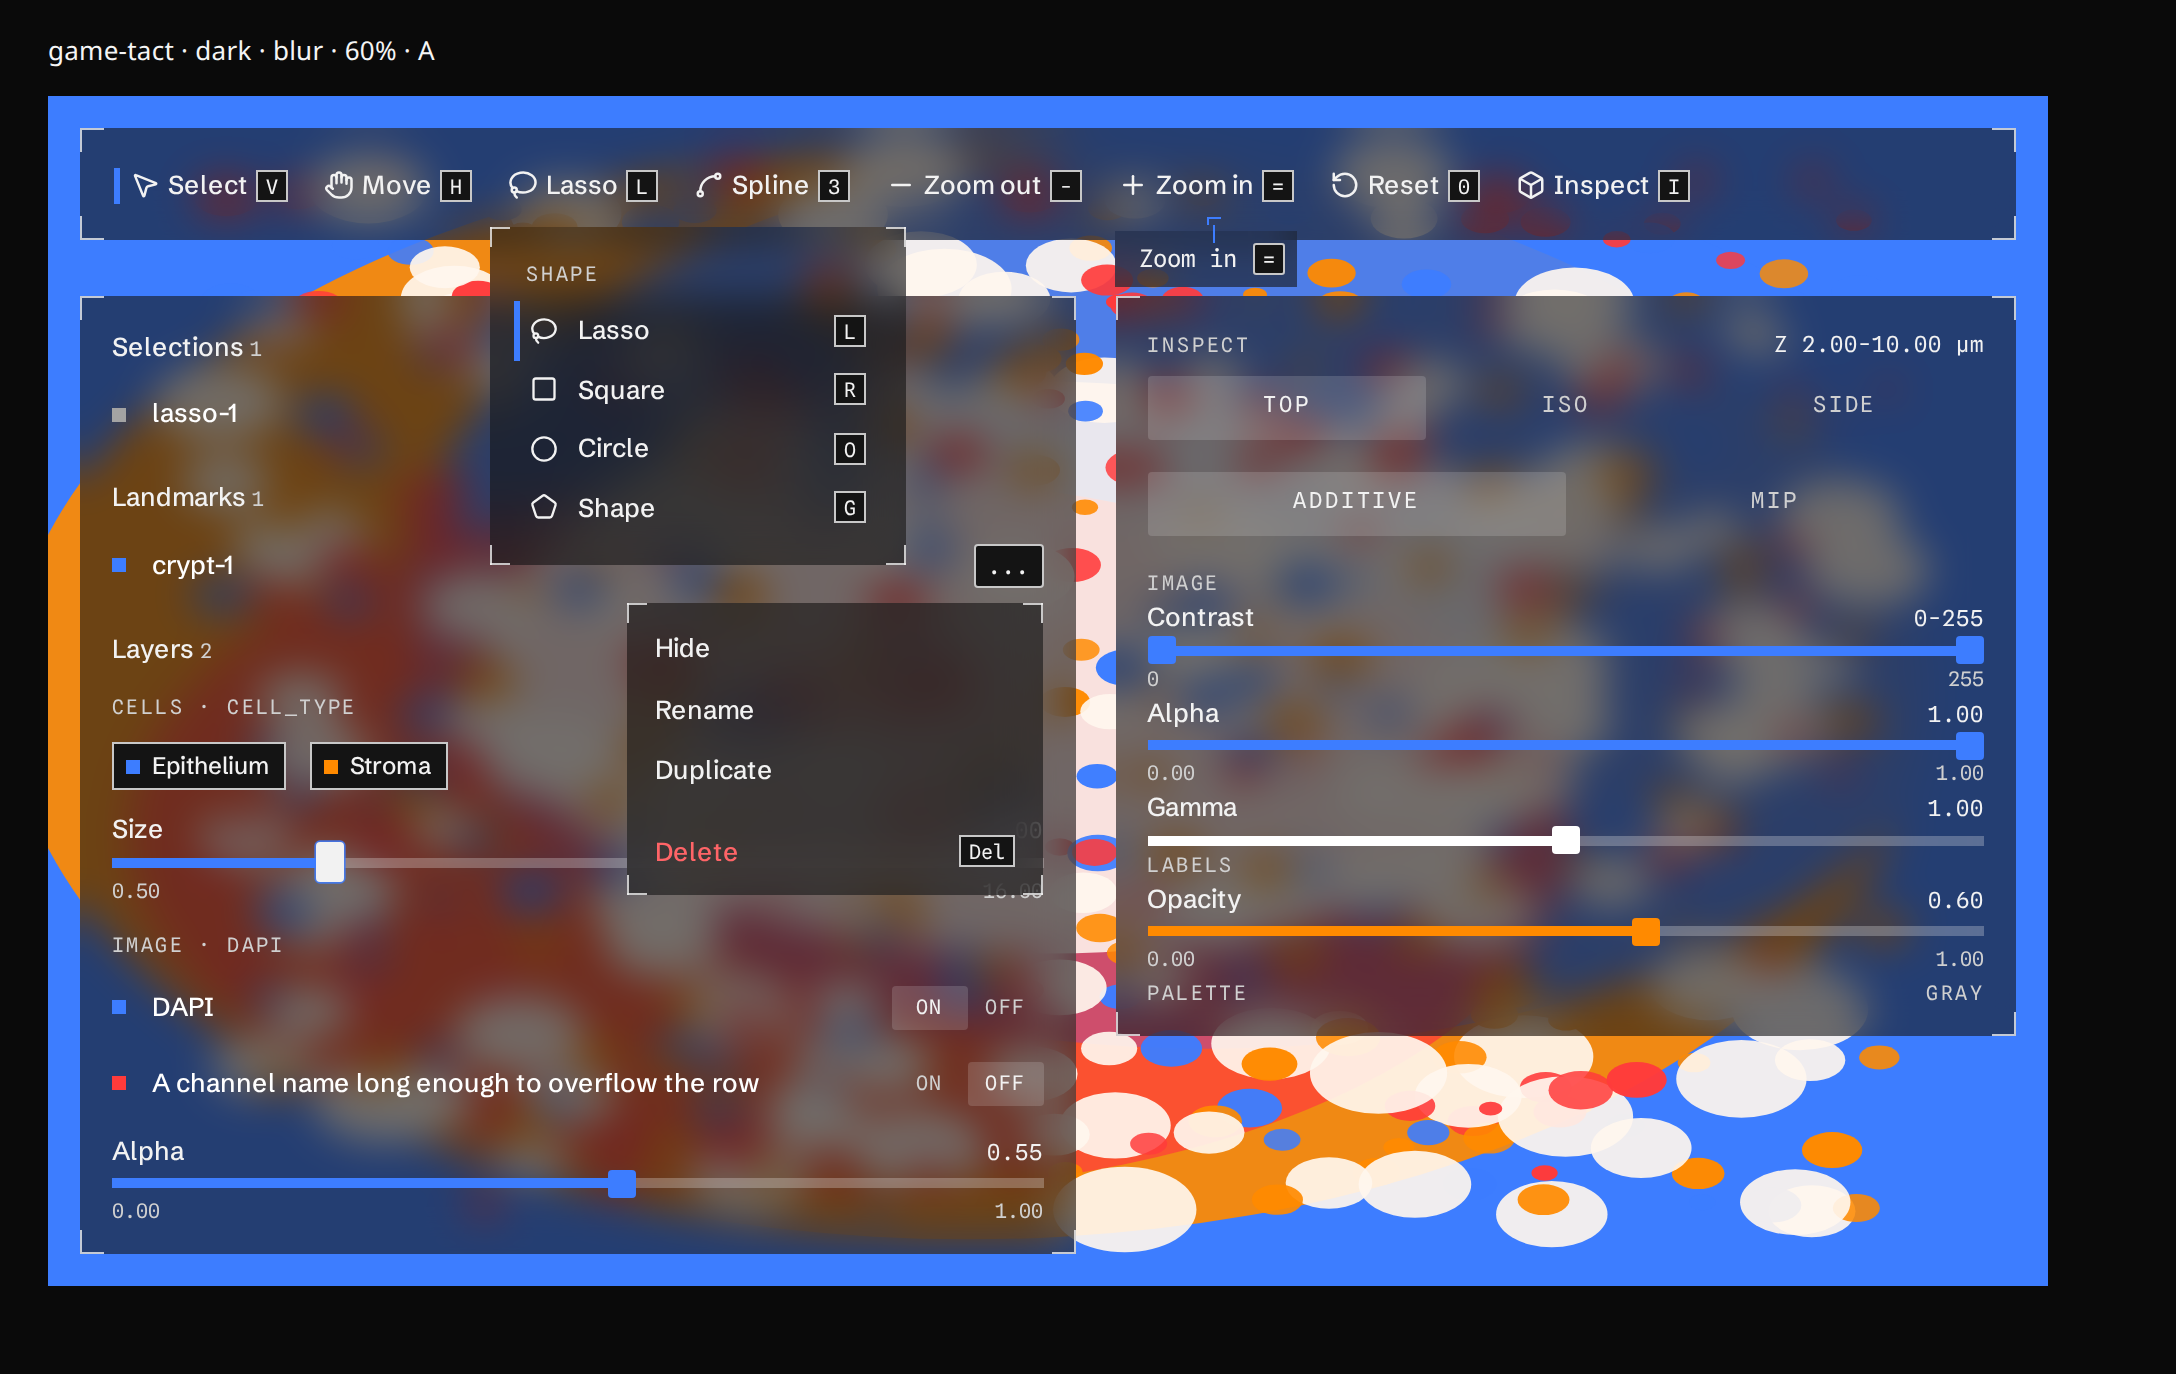 game-tact · dark · blur · 60% · A
Select V Move H Lasso L Spline 3 Zoom out - Zoom in = Reset 0 Inspect I
Zoom in =
SHAPE
Lasso L
Square R
Circle O
Shape G
Selections 1
lasso-1
Landmarks 1
crypt-1
...
Hide
Rename
Duplicate
Delete Del
Layers 2
CELLS · CELL_TYPE
Epithelium Stroma
Size 00
0.50 16.00
IMAGE · DAPI
DAPI ON OFF
A channel name long enough to overflow the row ON OFF
Alpha 0.55
0.00 1.00
INSPECT Z 2.00-10.00 µm
TOP ISO SIDE
ADDITIVE MIP
IMAGE
Contrast 0-255
0 255
Alpha 1.00
0.00 1.00
Gamma 1.00
LABELS
Opacity 0.60
0.00 1.00
PALETTE GRAY